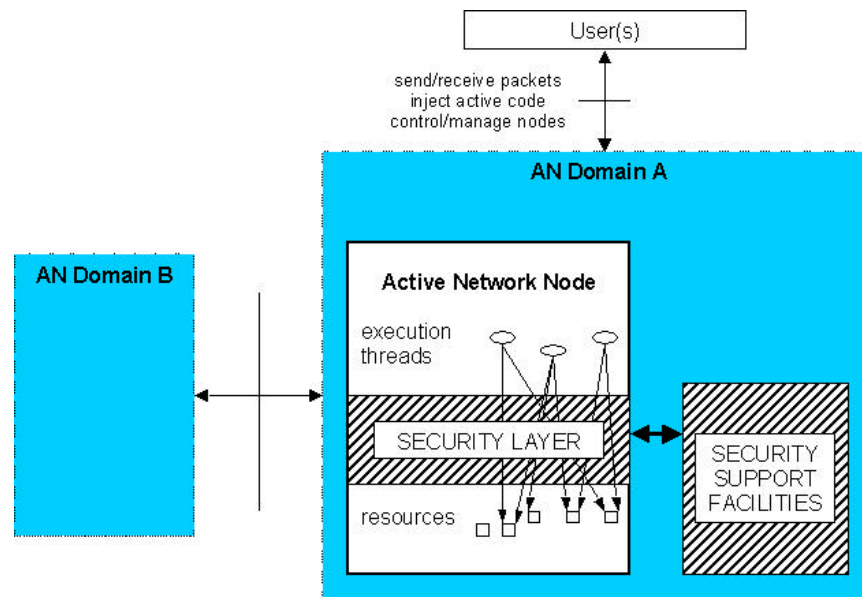 User(s)
send/receive packets
inject active code
control/manage nodes
AN Domain A
AN Domain B
Active Network Node
execution
threads
SECURITY LAYER
SECURITY
SUPPORT
FACILITIES
resources